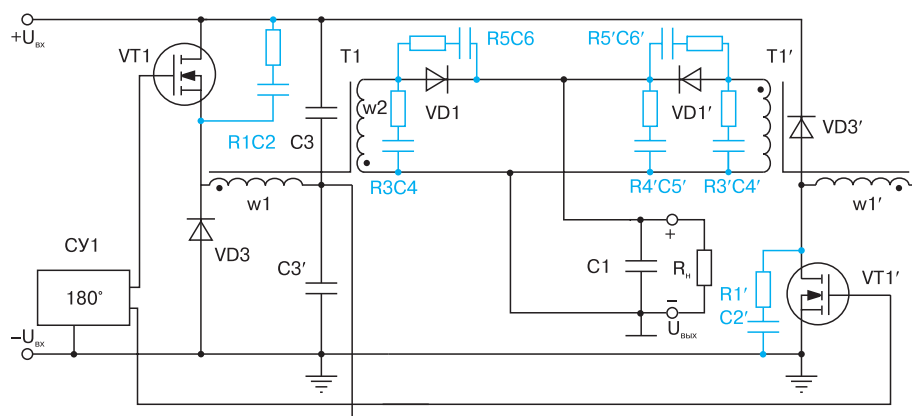 +Uвх
VT1
R1C2
C3
T1
w2
R5C6
VD1
R3C4
R5′C6′
T1′
VD1′
R4′C5′
R3′C4′
VD3′
w1
w1′
СУ1
180°
VD3
C3′
C1
+
Rн
−
Uвых
R1′
C2′
VT1′
−Uвх